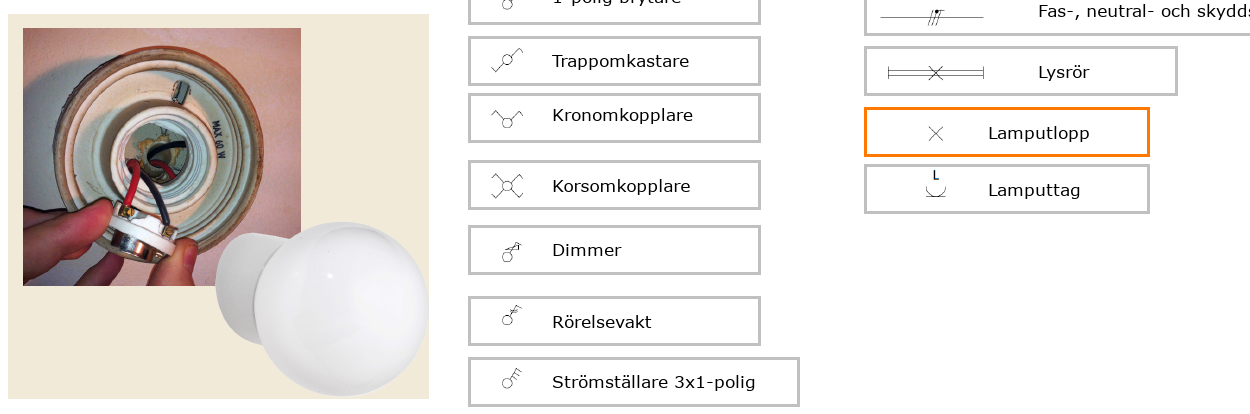 MAX 60 W
1-polig brytare
Trappomkastare
Kronomkopplare
Korsomkopplare
Dimmer
Rörelsevakt
Strömställare 3x1-polig
Fas-, neutral- och skydds
Lysrör
Lamputlopp
L
Lamputtag